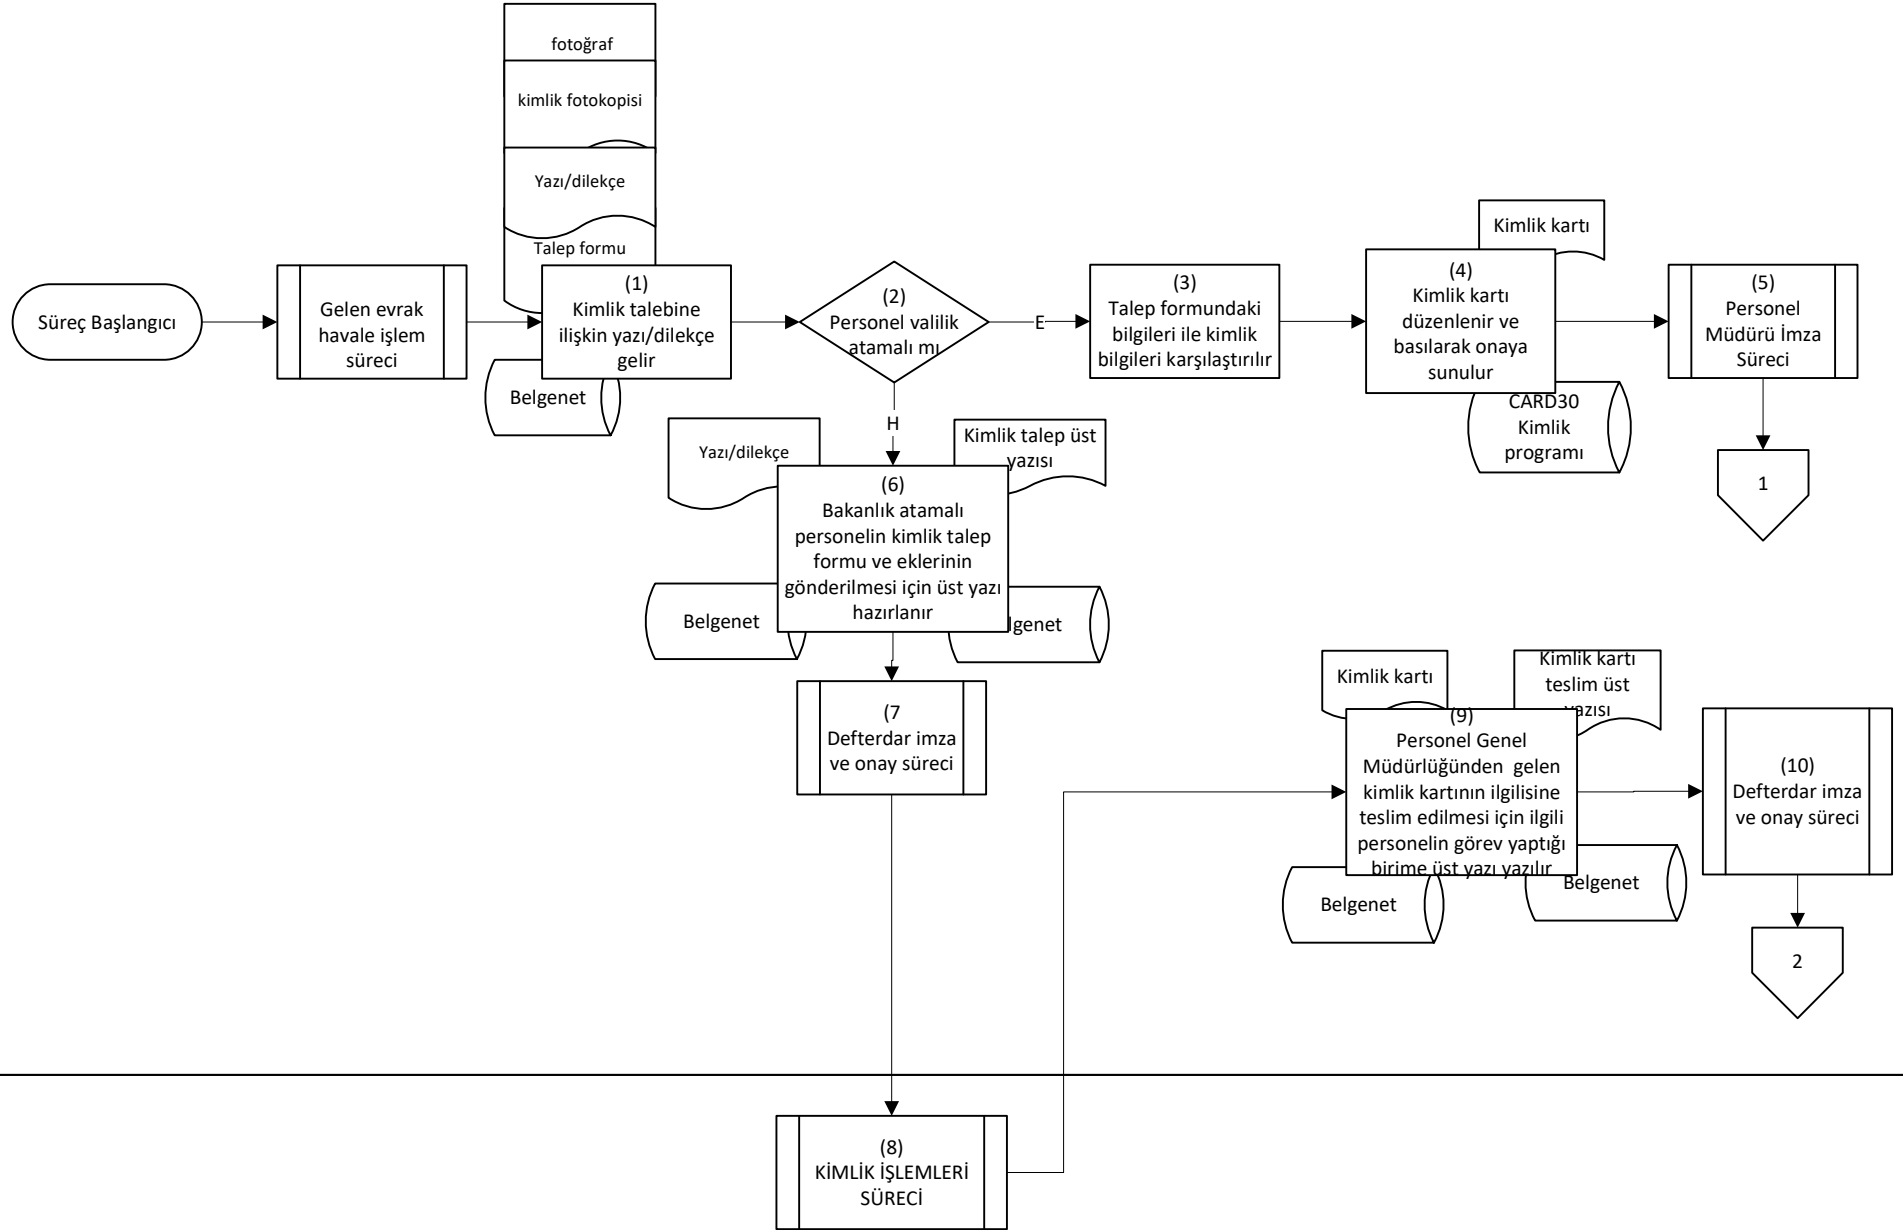 fotoğraf
kimlik fotokopisi
Yazı/dilekçe
Talep formu
Süreç Başlangıcı
Gelen evrak
havale işlem
süreci
(1)
Kimlik talebine
ilişkin yazı/dilekçe
gelir
Belgenet
(2)
Personel valilik
atamalı mı
E
H
(3)
Talep formundaki
bilgileri ile kimlik
bilgileri karşılaştırılır
Kimlik kartı
(4)
Kimlik kartı
düzenlenir ve
basılarak onaya
sunulur
CARD30
Kimlik
programı
(5)
Personel
Müdürü İmza
Süreci
1
Yazı/dilekçe
Kimlik talep üst
yazısı
(6)
Bakanlık atamalı
personelin kimlik talep
formu ve eklerinin
gönderilmesi için üst yazı
hazırlanır
Belgenet
lgenet
(7
Defterdar imza
ve onay süreci
Kimlik kartı
Kimlik kartı
teslim üst
yazısı
(9)
Personel Genel
Müdürlüğünden  gelen
kimlik kartının ilgilisine
teslim edilmesi için ilgili
personelin görev yaptığı
birime üst yazı yazılır
Belgenet
Belgenet
(10)
Defterdar imza
ve onay süreci
2
(8)
KİMLİK İŞLEMLERİ
SÜRECİ